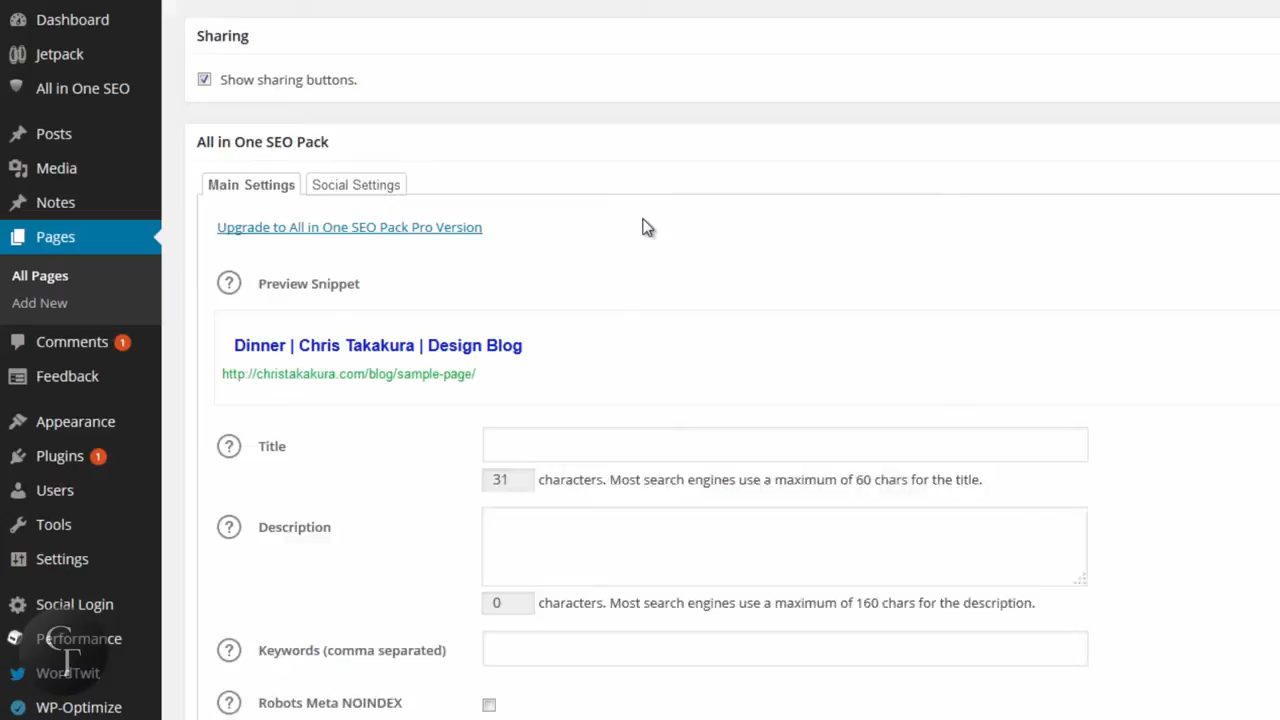 Dashboard
Jetpack
All in One SEO
Posts
Media
Notes
Pages
All Pages
Add New
Comments 1
Feedback
Appearance
Plugins 1
Users
Tools
Settings
Social Login
Performance
WordTwit
WP-Optimize
CT
Sharing
Show sharing buttons.
All in One SEO Pack
Main Settings Social Settings
Upgrade to All in One SEO Pack Pro Version
? Preview Snippet
Dinner | Chris Takakura | Design Blog
http://christakakura.com/blog/sample-page/
? Title
31 characters. Most search engines use a maximum of 60 chars for the title.
? Description
0 characters. Most search engines use a maximum of 160 chars for the description.
? Keywords (comma separated)
? Robots Meta NOINDEX